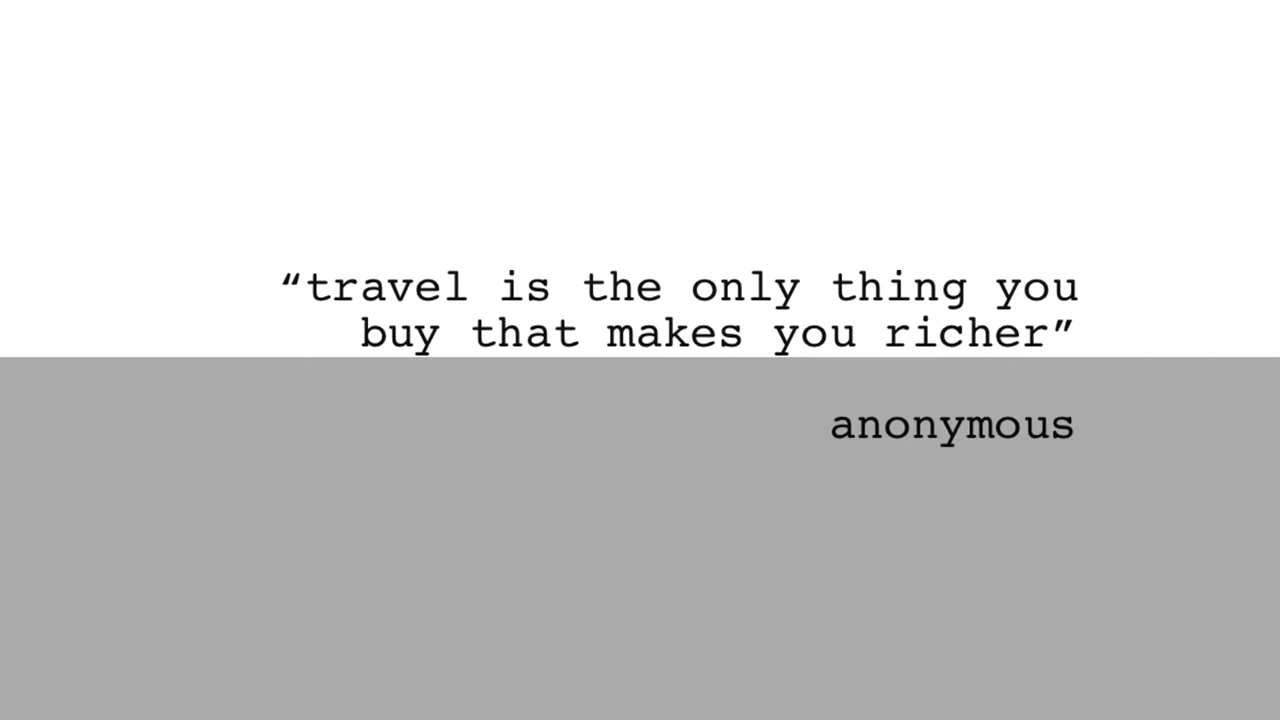 “travel is the only thing you
buy that makes you richer”
anonymous